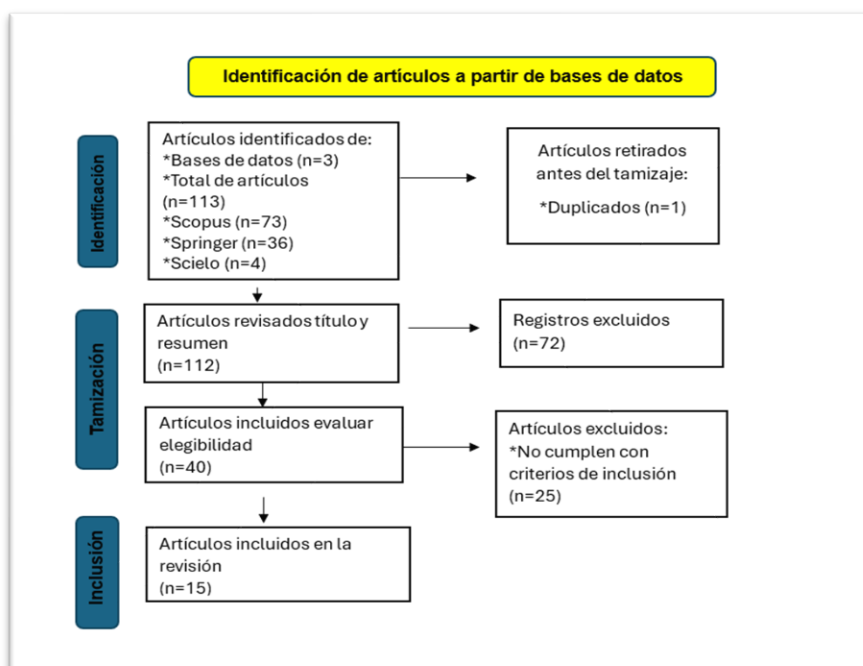 Identificación de artículos a partir de bases de datos
Identificación
Artículos identificados de:
*Bases de datos (n=3)
*Total de artículos
(n=113)
*Scopus (n=73)
*Springer (n=36)
*Scielo (n=4)
Artículos retirados
antes del tamizaje:
*Duplicados (n=1)
Tamización
Artículos revisados título y
resumen
(n=112)
Registros excluidos
(n=72)
Artículos incluidos evaluar
elegibilidad
(n=40)
Artículos excluidos:
*No cumplen con
criterios de inclusión
(n=25)
Inclusión
Artículos incluidos en la
revisión
(n=15)